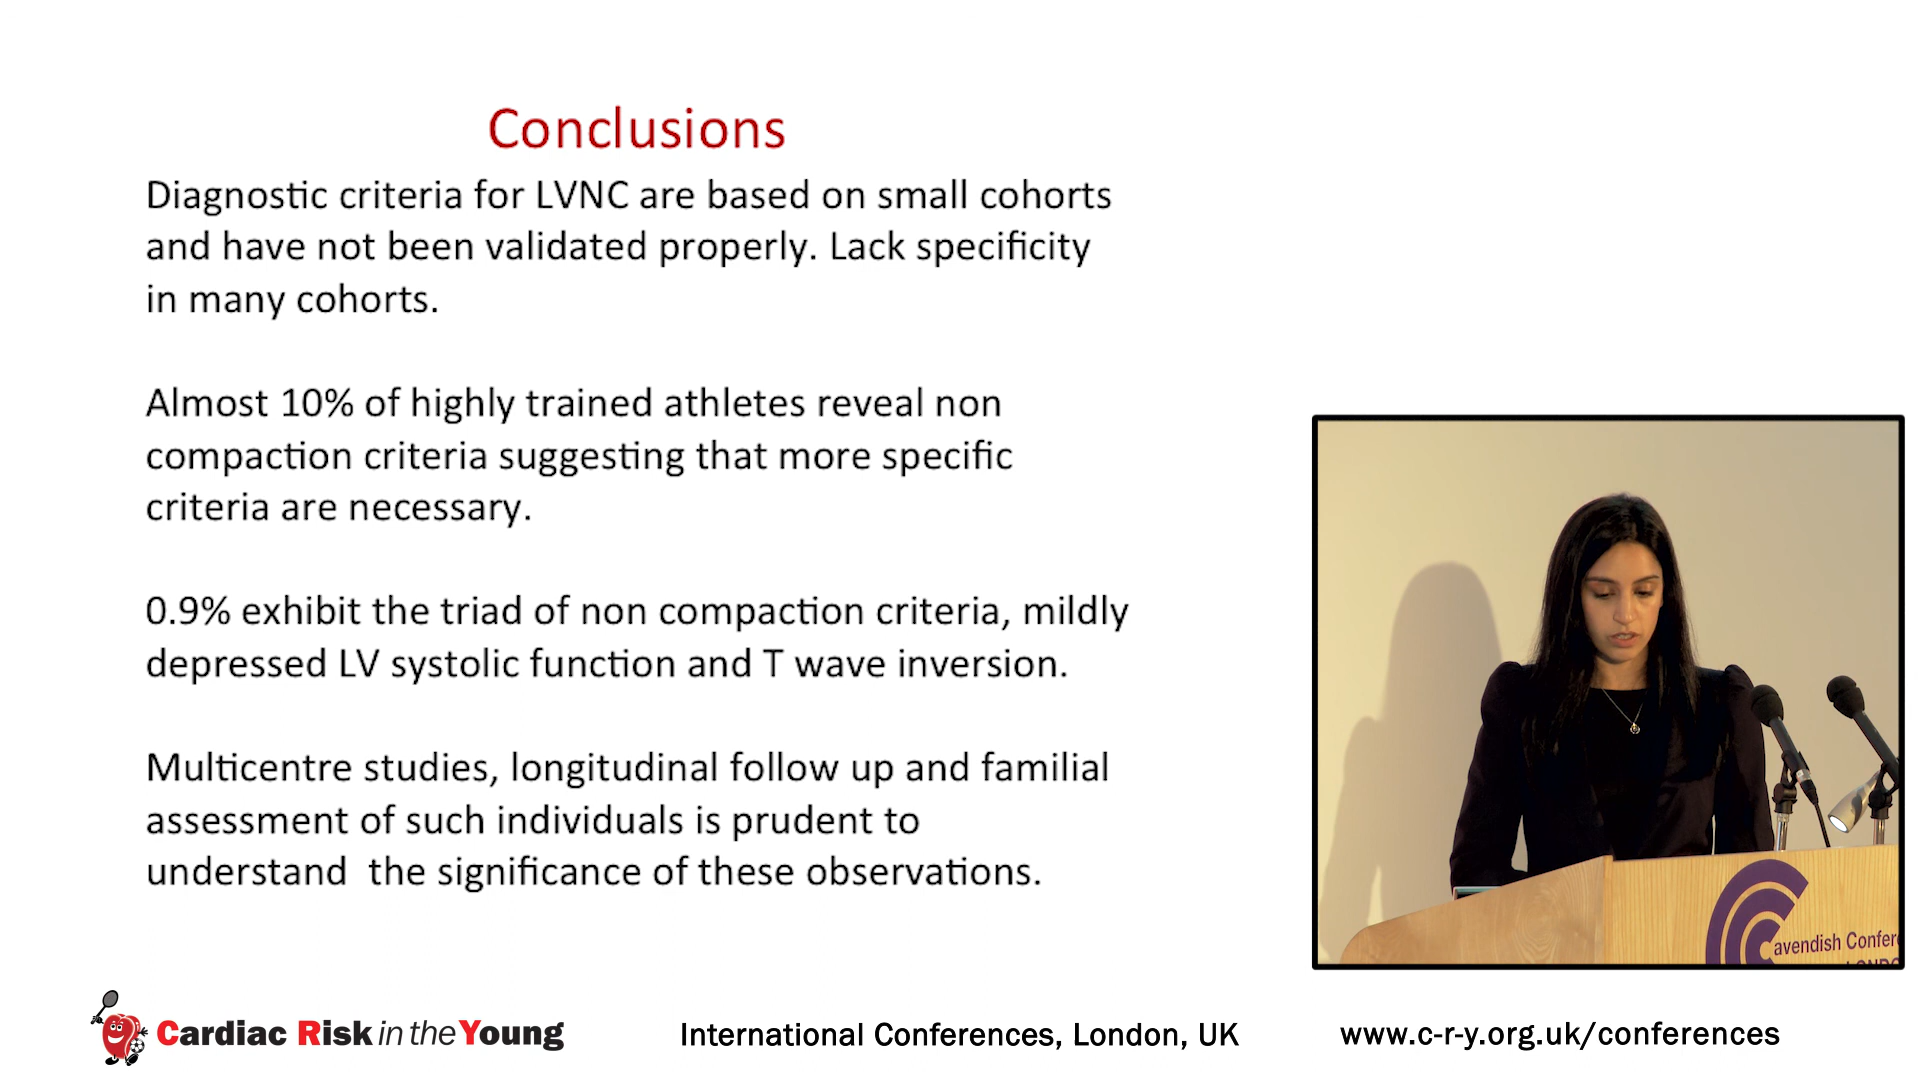 Conclusions
Diagnostic criteria for LVNC are based on small cohorts
and have not been validated properly. Lack specificity
in many cohorts.
Almost 10% of highly trained athletes reveal non
compaction criteria suggesting that more specific
criteria are necessary.
0.9% exhibit the triad of non compaction criteria, mildly
depressed LV systolic function and T wave inversion.
Multicentre studies, longitudinal follow up and familial
assessment of such individuals is prudent to
understand  the significance of these observations.
avendish Confer
Cardiac Risk in the Young
International Conferences, London, UK
www.c-r-y.org.uk/conferences